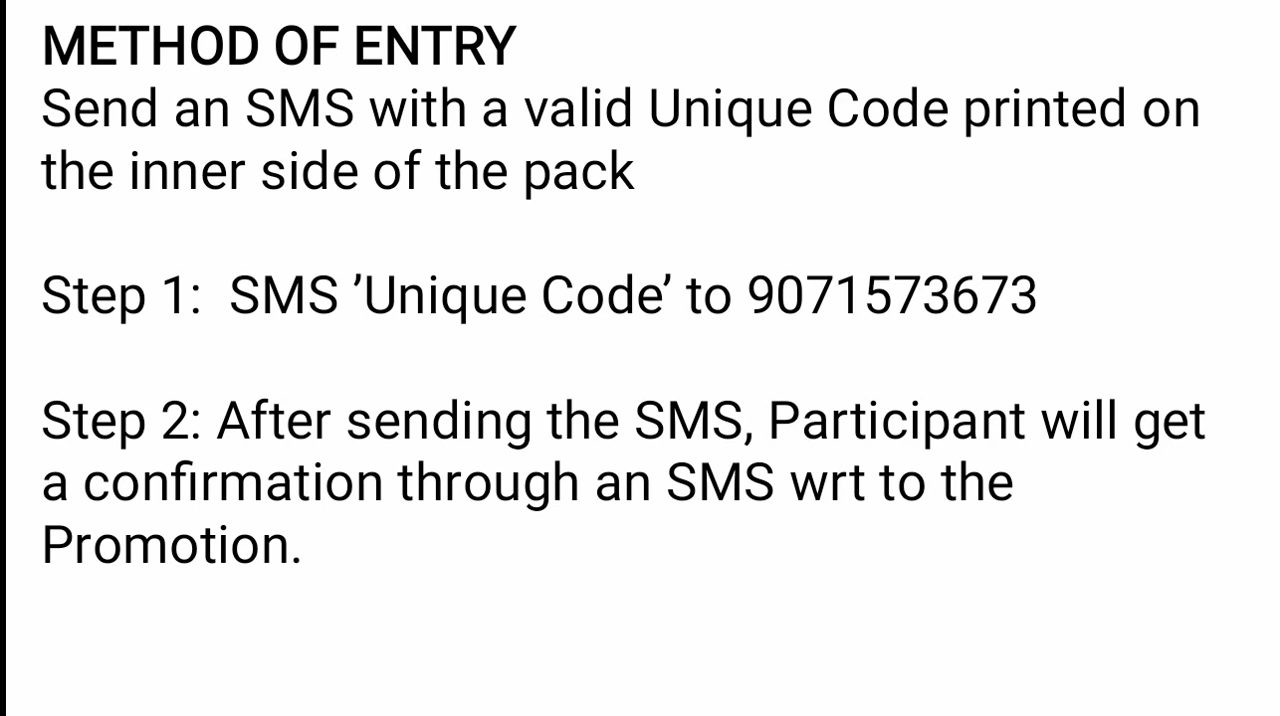 METHOD OF ENTRY
Send an SMS with a valid Unique Code printed on
the inner side of the pack
Step 1:  SMS ’Unique Code’ to 9071573673
Step 2: After sending the SMS, Participant will get
a confirmation through an SMS wrt to the
Promotion.